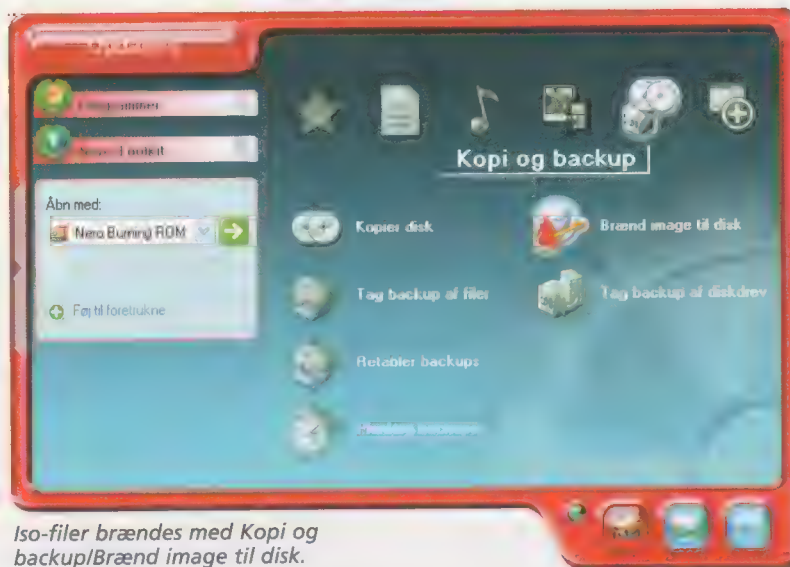 Åbn med:
Nero Burning ROM
Føj til foretrukne
Kopi og backup
Kopier disk
Brænd image til disk
Tag backup af filer
Tag backup af diskdrev
Retabler backups
Iso-filer brændes med Kopi og
backup/Brænd image til disk.